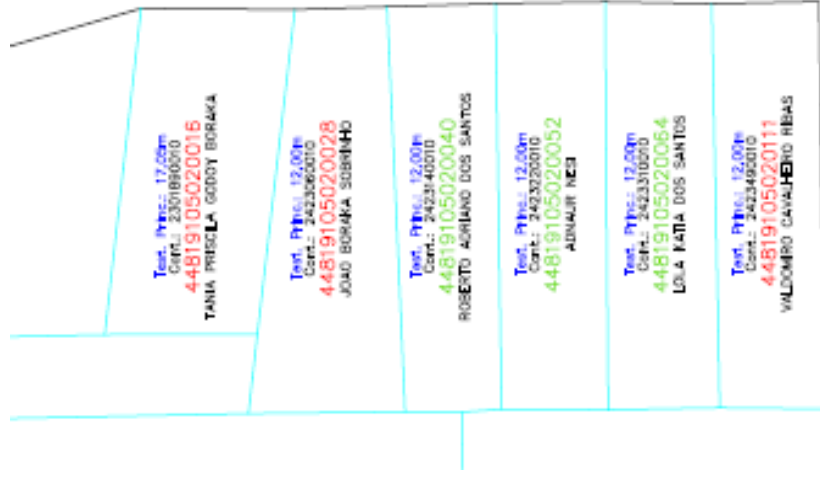 Test. Princ.: 17,05m
Cont.: 2301890010
44819105020016
TANIA PRISCILA GODOY BORAKA
Test. Princ.: 12,00m
Cont.: 2423060010
44819105020028
JOAO BORAKA SOBRINHO
Test. Princ.: 12,00m
Cont.: 2423140010
44819105020040
ROBERTO ADRIANO DOS SANTOS
Test. Princ.: 12,00m
Cont.: 2423220010
44819105020052
ADNAUR NESI
Test. Princ.: 12,00m
Cont.: 2423310010
44819105020064
LOLA KATIA DOS SANTOS
Test. Princ.: 12,00m
Cont.: 2423490010
44819105020111
VALDOMIRO CAVALHEIRO RIBAS